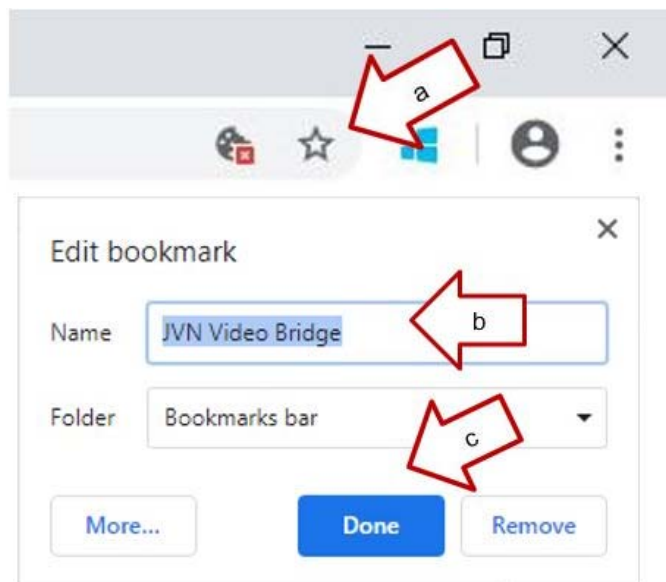 a
Edit bookmark
Name JVN Video Bridge
b
Folder Bookmarks bar
c
More... Done Remove